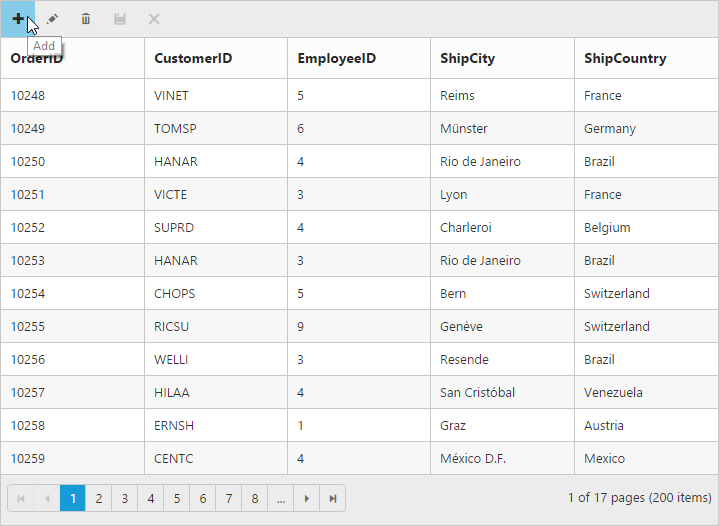 Add
OrderID CustomerID EmployeeID ShipCity ShipCountry
10248 VINET 5 Reims France
10249 TOMSP 6 Münster Germany
10250 HANAR 4 Rio de Janeiro Brazil
10251 VICTE 3 Lyon France
10252 SUPRD 4 Charleroi Belgium
10253 HANAR 3 Rio de Janeiro Brazil
10254 CHOPS 5 Bern Switzerland
10255 RICSU 9 Genève Switzerland
10256 WELLI 3 Resende Brazil
10257 HILAA 4 San Cristóbal Venezuela
10258 ERNSH 1 Graz Austria
10259 CENTC 4 México D.F. Mexico
1 2 3 4 5 6 7 8 ... 1 of 17 pages (200 items)